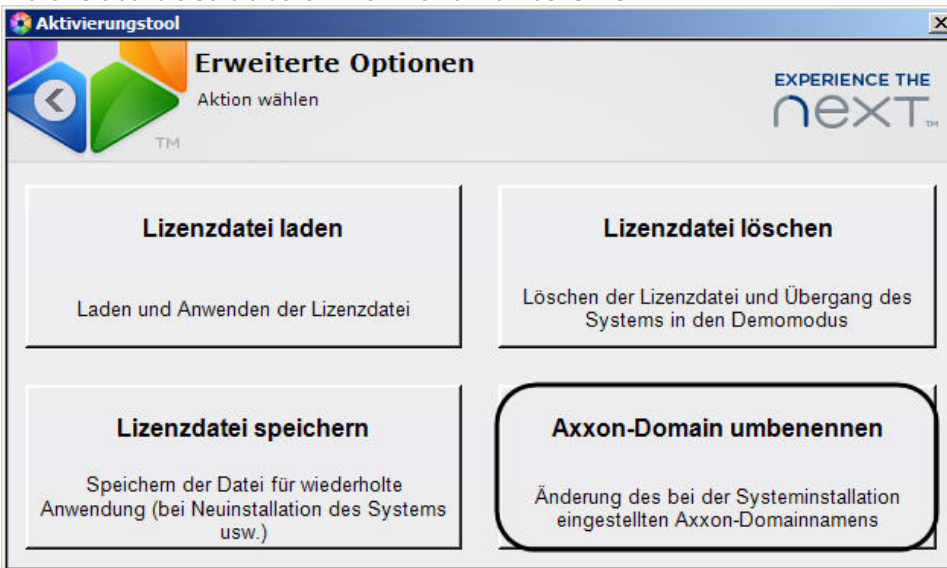 Aktivierungstool
Erweiterte Optionen
Aktion wählen
EXPERIENCE THE
next™
TM
Lizenzdatei laden
Laden und Anwenden der Lizenzdatei
Lizenzdatei löschen
Löschen der Lizenzdatei und Übergang des
Systems in den Demomodus
Lizenzdatei speichern
Speichern der Datei für wiederholte
Anwendung (bei Neuinstallation des Systems
usw.)
Axxon-Domain umbenennen
Änderung des bei der Systeminstallation
eingestellten Axxon-Domainnamens